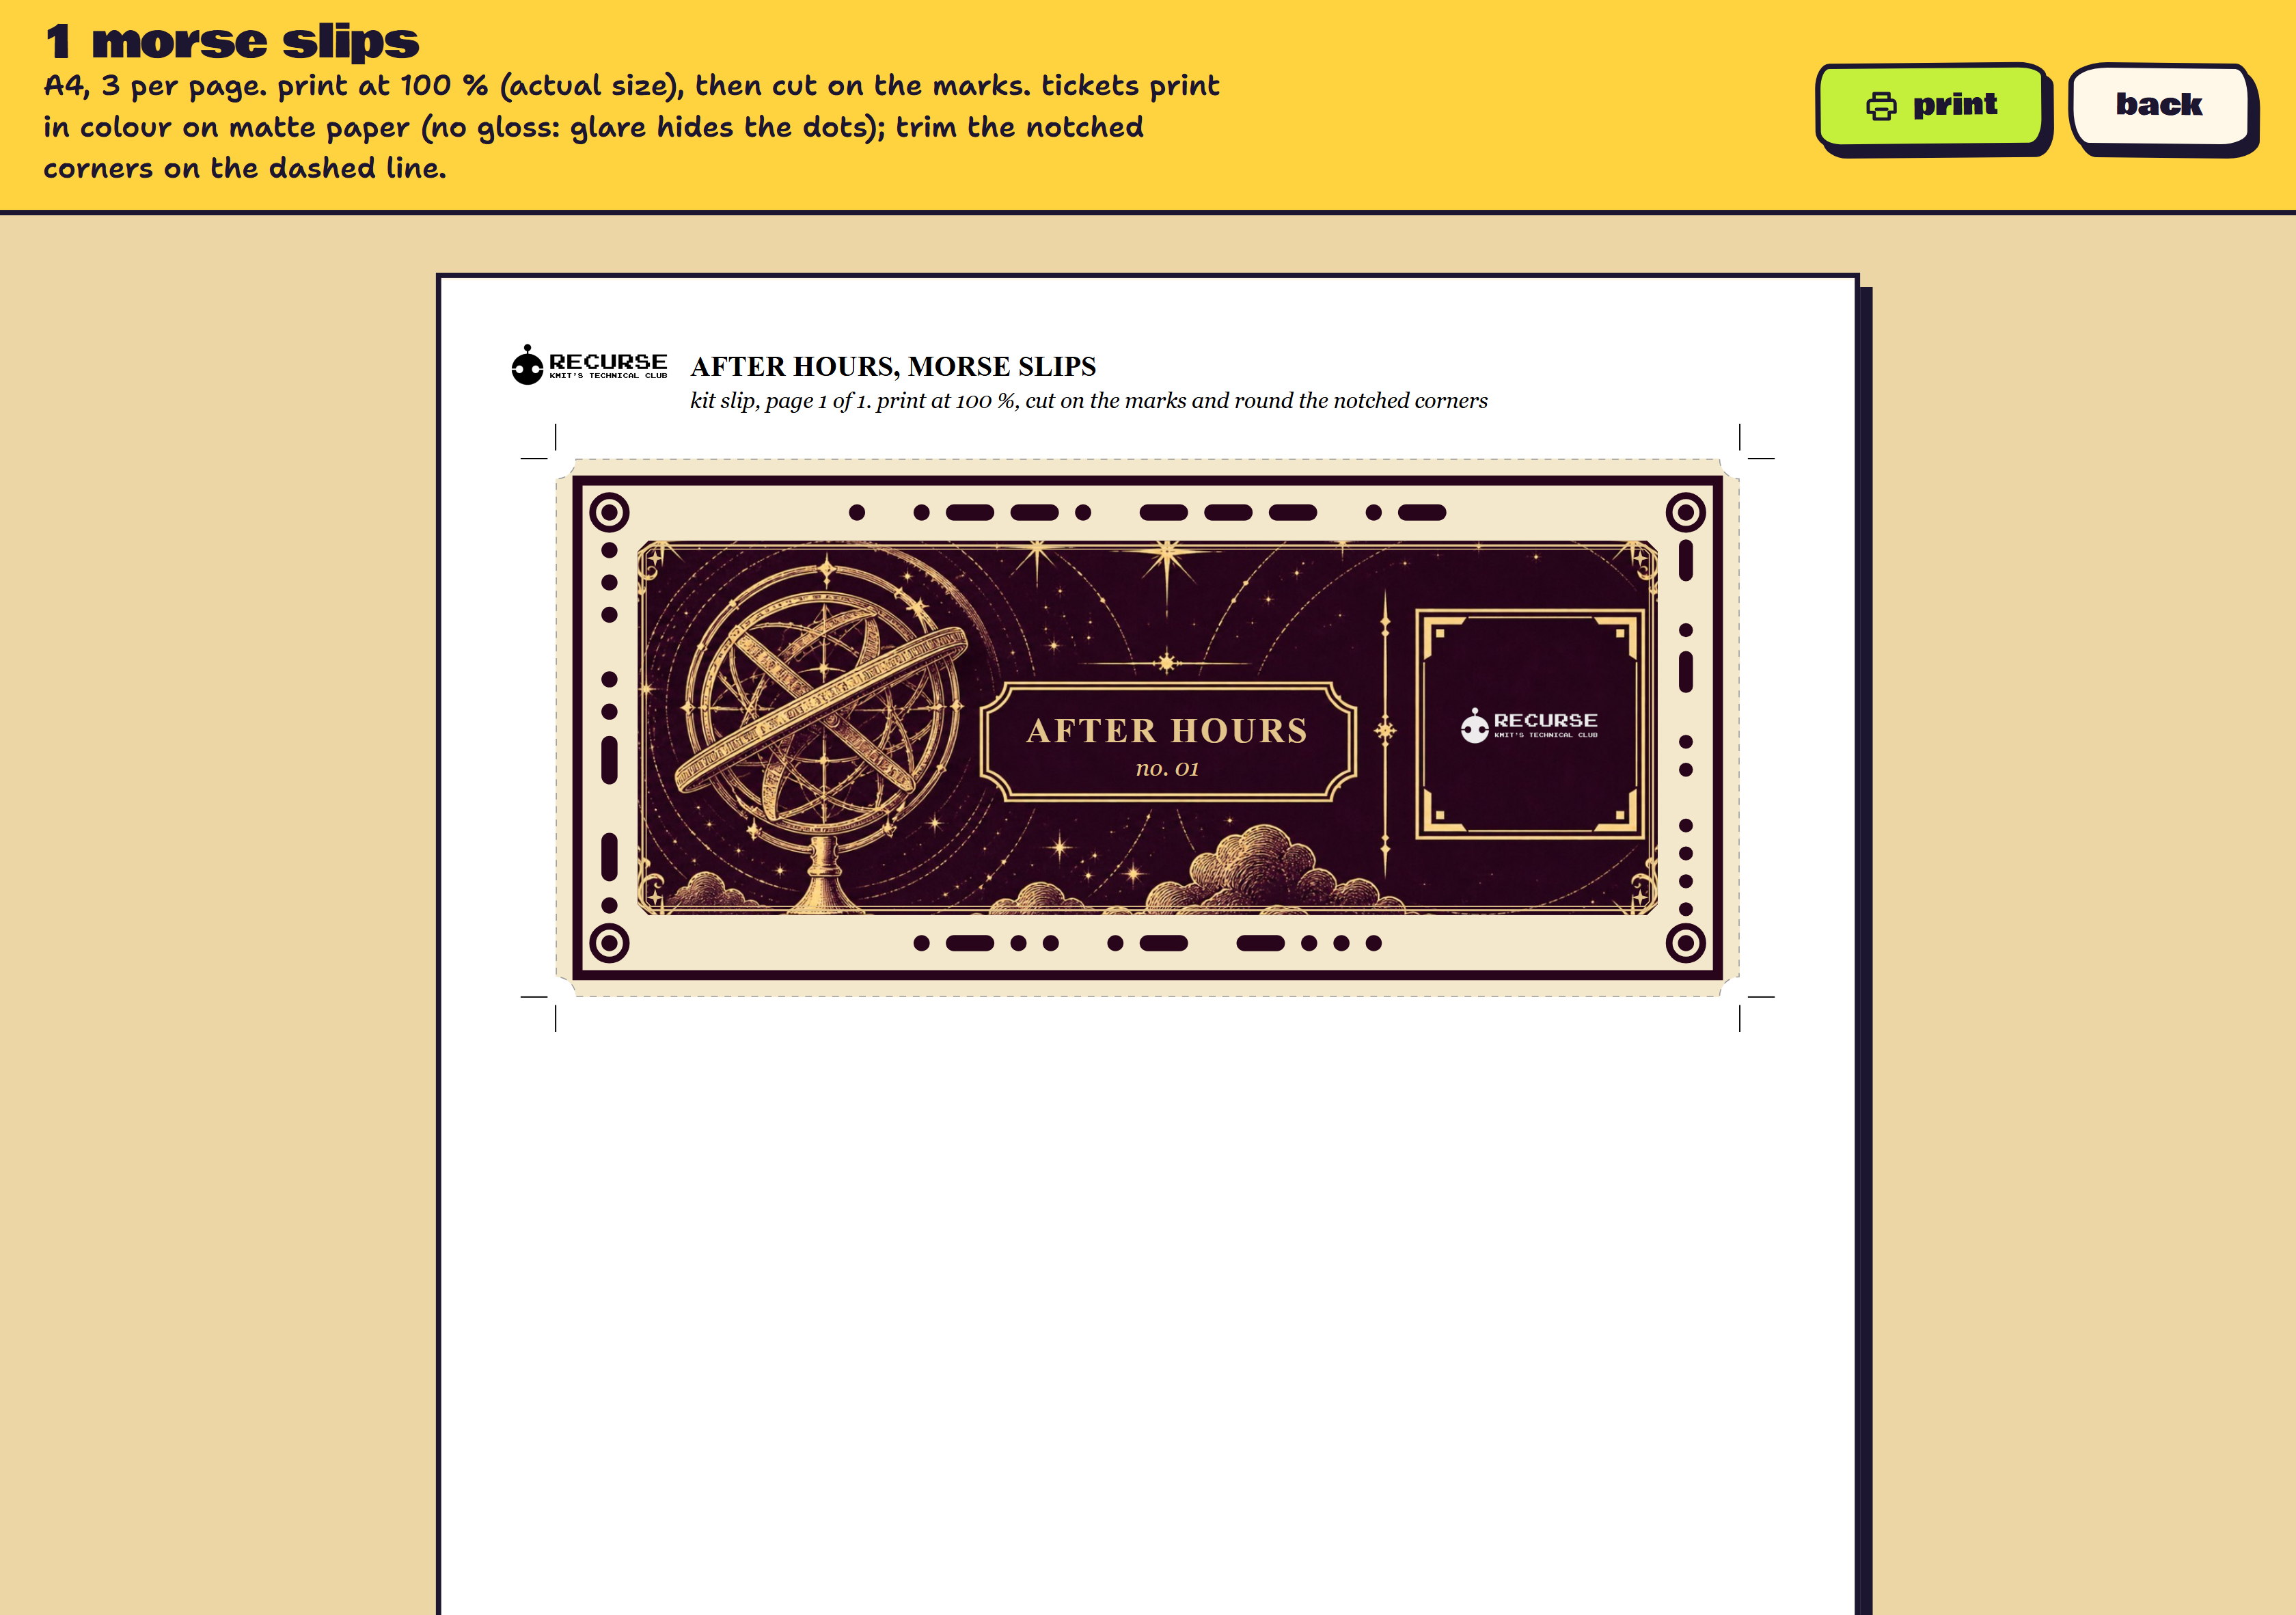 1 morse slips
A4, 3 per page. print at 100 % (actual size), then cut on the marks. tickets print
in colour on matte paper (no gloss: glare hides the dots); trim the notched
corners on the dashed line.
print
back
RECURSE
KMIT'S TECHNICAL CLUB
AFTER HOURS, MORSE SLIPS
kit slip, page 1 of 1. print at 100 %, cut on the marks and round the notched corners
AFTER HOURS
no. 01
RECURSE
KMIT'S TECHNICAL CLUB